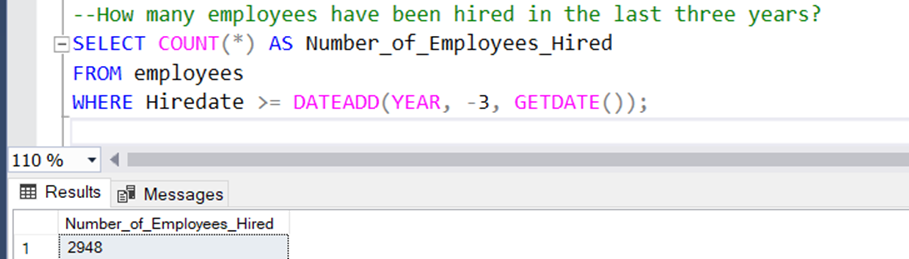 --How many employees have been hired in the last three years?
SELECT COUNT(*) AS Number_of_Employees_Hired
FROM employees
WHERE Hiredate >= DATEADD(YEAR, -3, GETDATE());
110 %
Results Messages
Number_of_Employees_Hired
1 2948